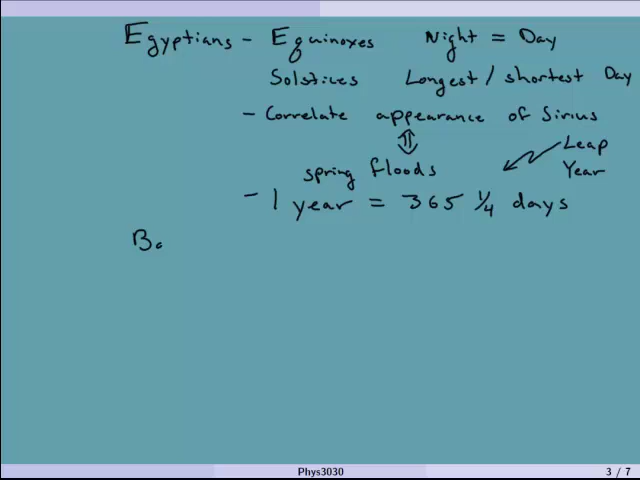 Egyptians - Equinoxes Night = Day
Solstices Longest / shortest Day
- Correlate appearance of Sirius
⇕ Leap
spring floods Year
- 1 year = 365 1/4 days
Ba
Phys3030 3 / 7